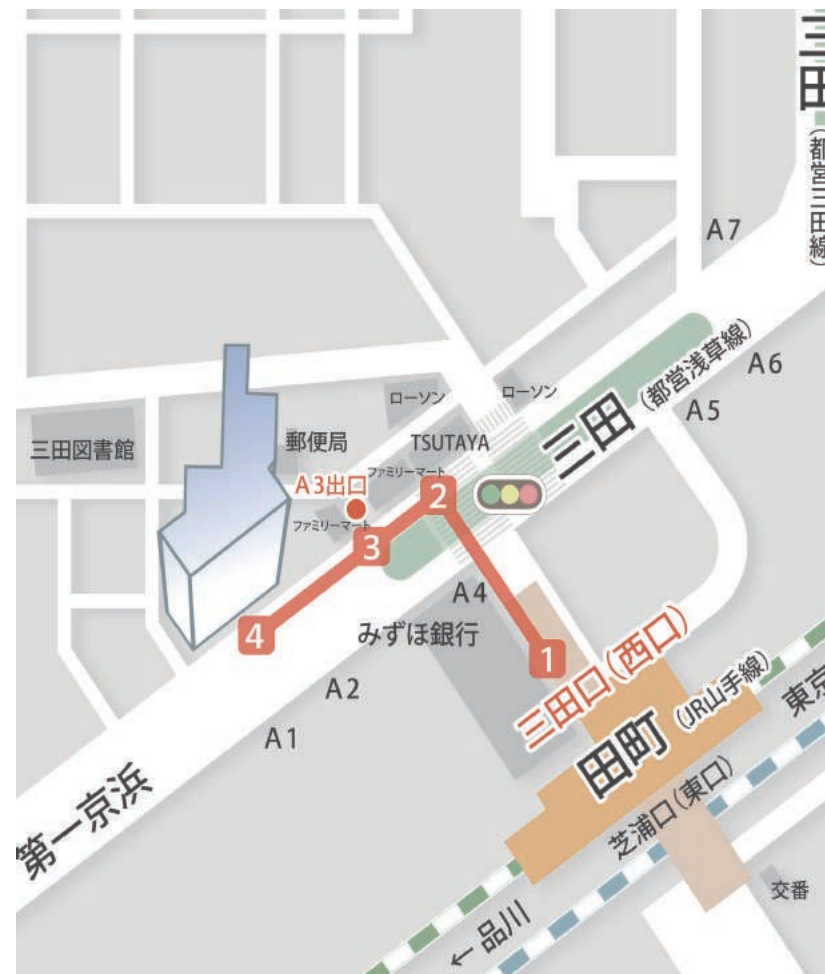 三田
(都営三田線)
A7
三田
(都営浅草線)
A6
A5
ローソン
ローソン
三田図書館
郵便局
TSUTAYA
ファミリーマート
A3出口
2
ファミリーマート
3
A4
4
みずほ銀行
1
三田口(西口)
A2
田町
(JR山手線)
東京
A1
芝浦口(東口)
第一京浜
交番
←品川